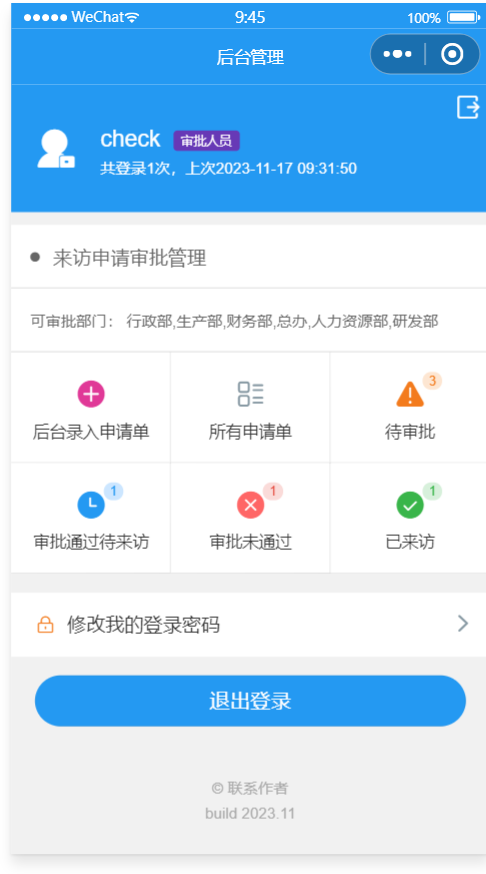 ●●●●● WeChat 9:45 100%
后台管理
check 审批人员
共登录1次，上次2023-11-17 09:31:50
来访申请审批管理
可审批部门： 行政部,生产部,财务部,总办,人力资源部,研发部
3
后台录入申请单 所有申请单 待审批
1 1 1
审批通过待来访 审批未通过 已来访
修改我的登录密码
退出登录
© 联系作者
build 2023.11